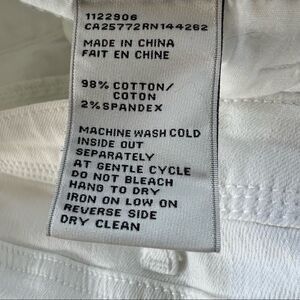 1122906
CA25772RN144262
MADE IN CHINA
FAIT EN CHINE
98% COTTON/
COTON
2% SPANDEX
MACHINE WASH COLD
INSIDE OUT
SEPARATELY
AT GENTLE CYCLE
DO NOT BLEACH
HANG TO DRY
IRON ON LOW ON
REVERSE SIDE
DRY CLEAN